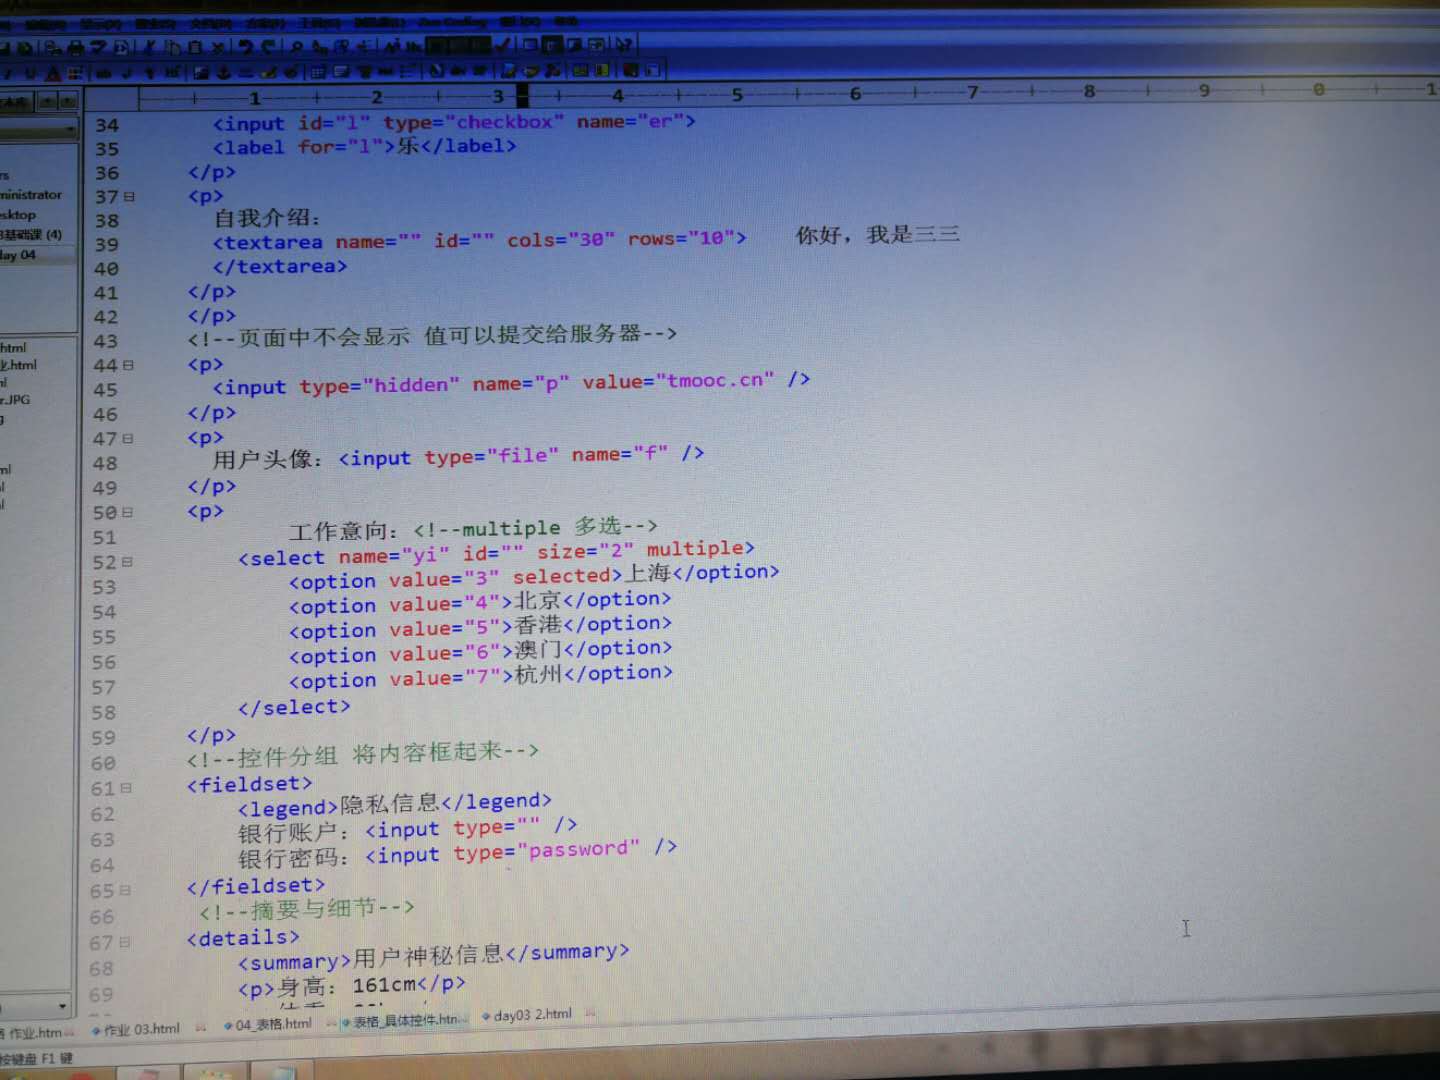 1 2 3 4 5 6 7 8 9 0 1
34 <input id="l" type="checkbox" name="er">
35 <label for="l">乐</label>
36 </p>
37 <p>
38 自我介绍：
39 <textarea name="" id="" cols="30" rows="10"> 你好，我是三三
40 </textarea>
41 </p>
42 </p>
43 <!--页面中不会显示 值可以提交给服务器-->
44 <p>
45 <input type="hidden" name="p" value="tmooc.cn" />
46 </p>
47 <p>
48 用户头像：<input type="file" name="f" />
49 </p>
50 <p>
51 工作意向：<!--multiple 多选-->
52 <select name="yi" id="" size="2" multiple>
53 <option value="3" selected>上海</option>
54 <option value="4">北京</option>
55 <option value="5">香港</option>
56 <option value="6">澳门</option>
57 <option value="7">杭州</option>
58 </select>
59 </p>
60 <!--控件分组 将内容框起来-->
61 <fieldset>
62 <legend>隐私信息</legend>
63 银行账户：<input type="" />
64 银行密码：<input type="password" />
65 </fieldset>
66 <!--摘要与细节-->
67 <details>
68 <summary>用户神秘信息</summary>
69 <p>身高：161cm</p>
rs
ministrator
esktop
基础课 (4)
day 04
html
.html
r.JPG
作业.htm 作业 03.html 04_表格.html 表格_具体控件.htm day03 2.html
按键盘 F1 键